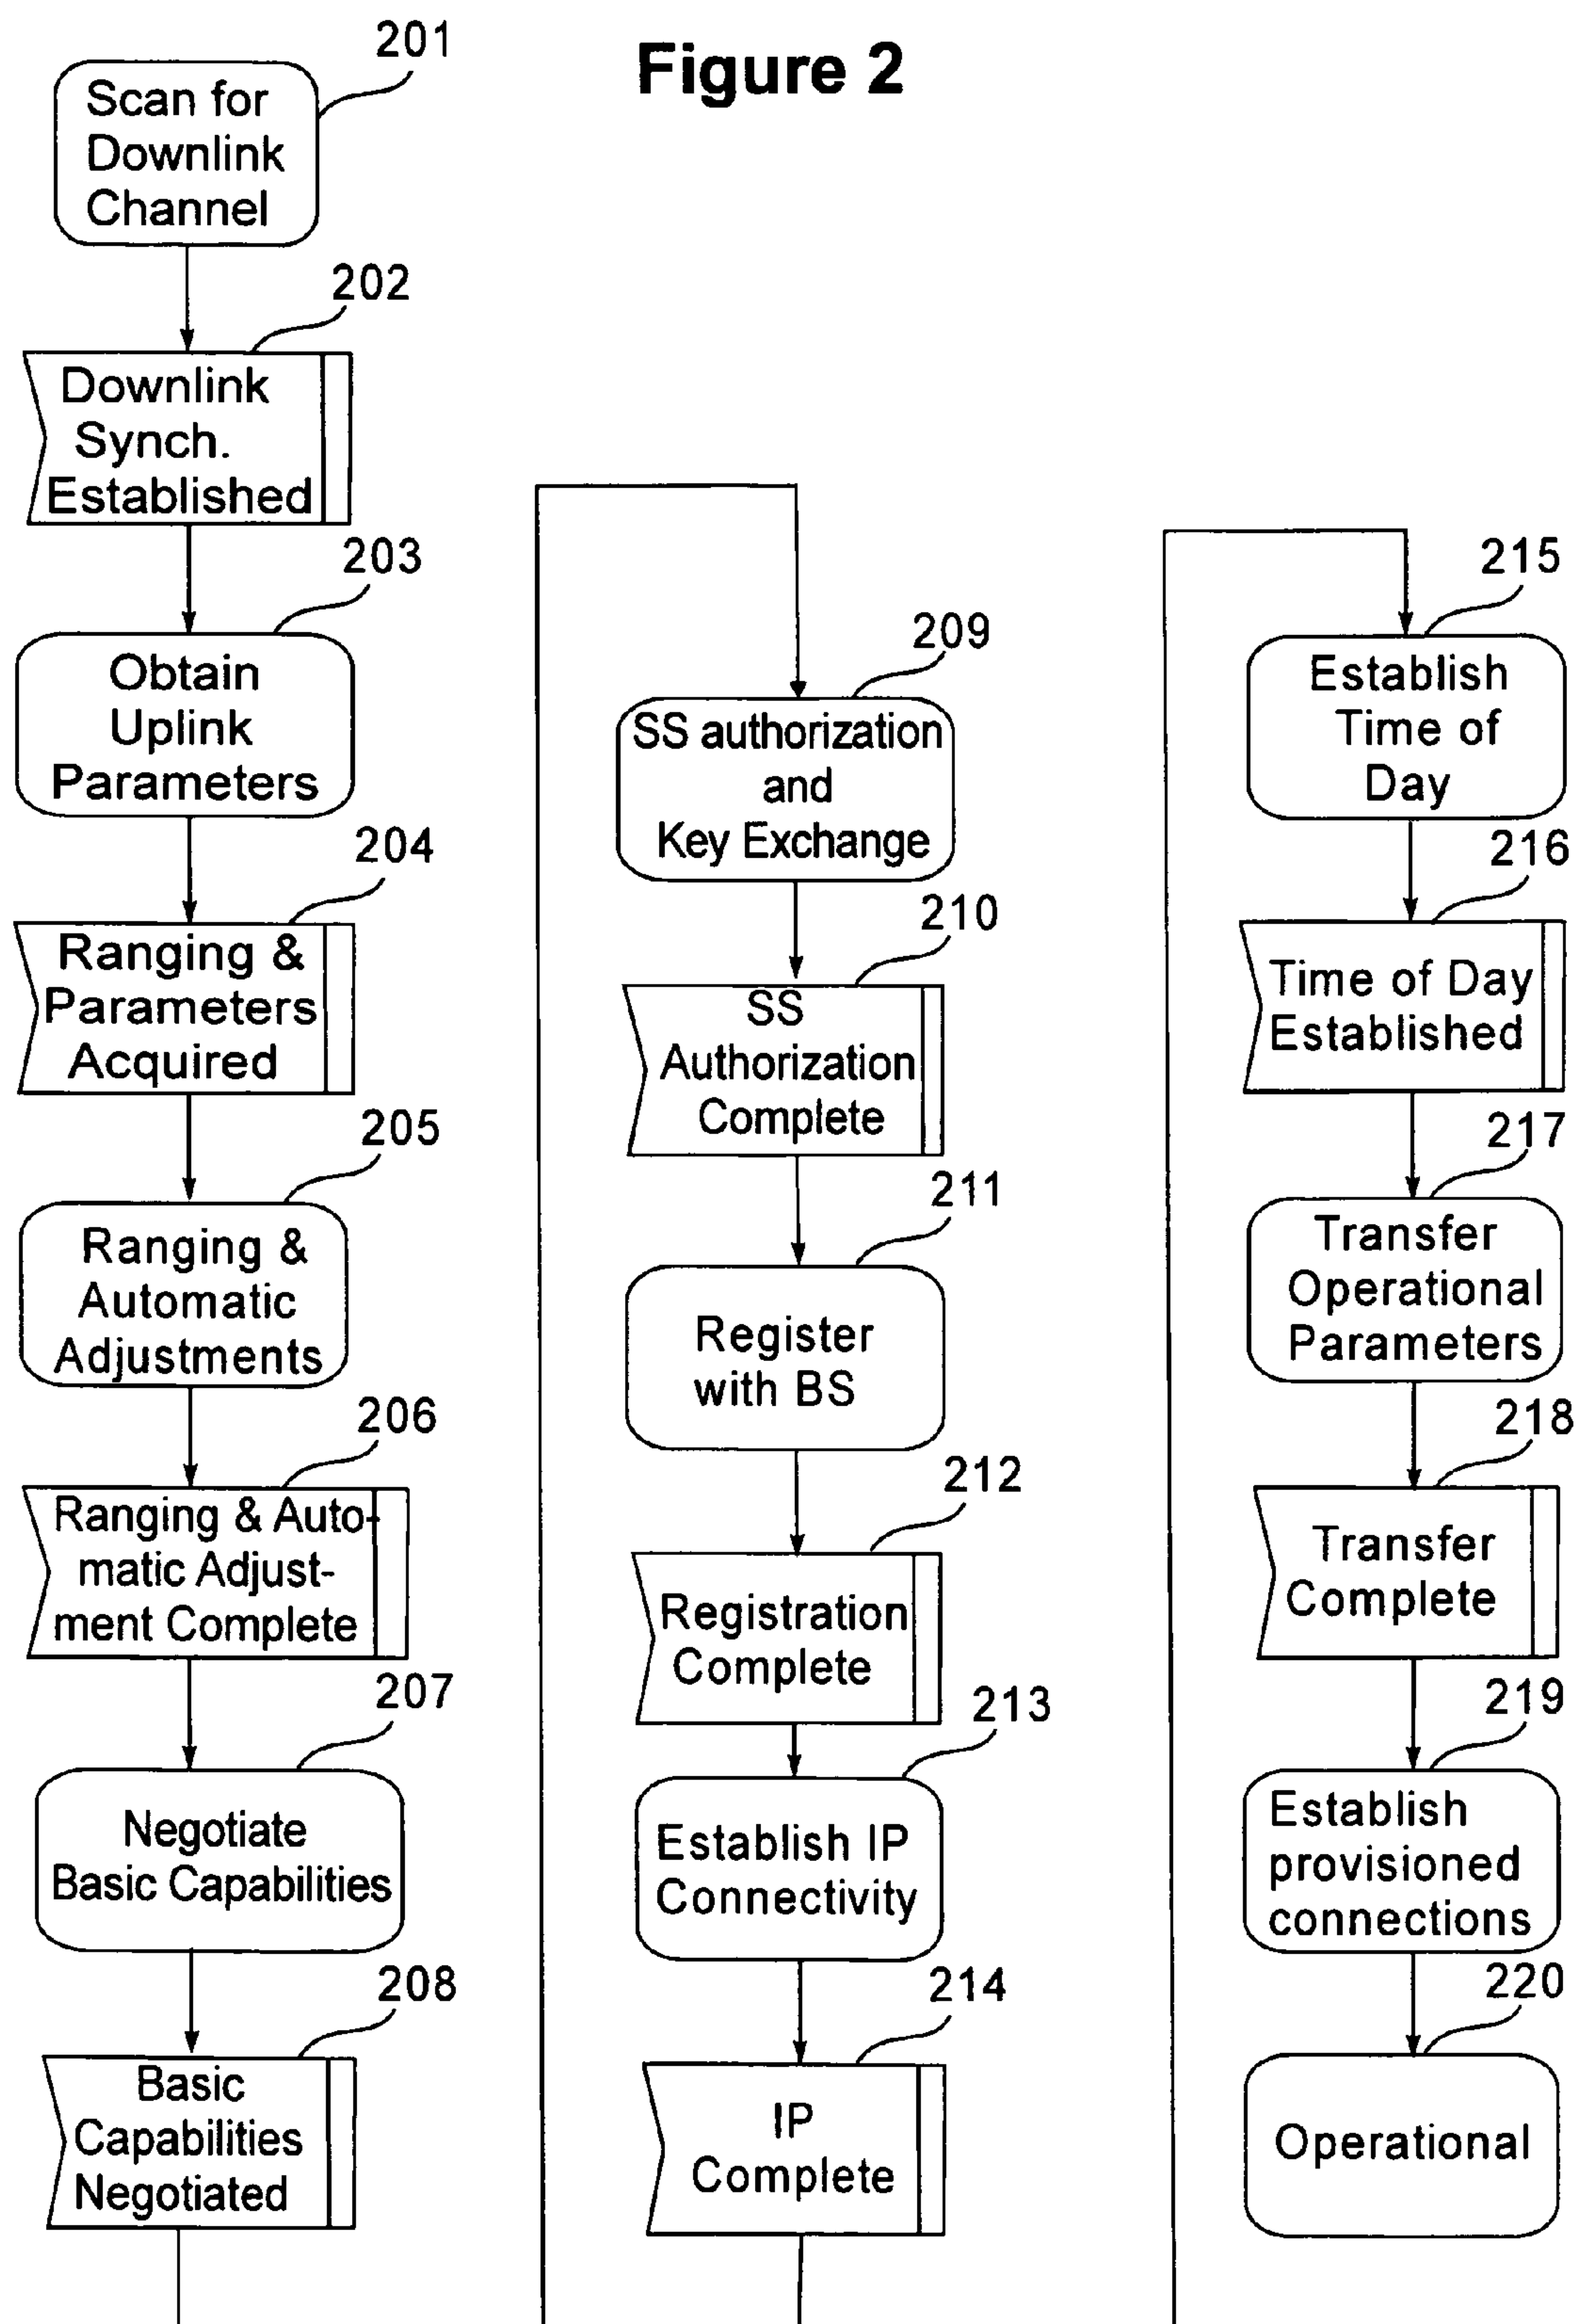 Figure 2
201
Scan for
Downlink
Channel
202
Downlink
Synch.
Established
203
Obtain
Uplink
Parameters
204
Ranging &
Parameters
Acquired
205
Ranging &
Automatic
Adjustments
206
Ranging & Auto-
matic Adjust-
ment Complete
207
Negotiate
Basic Capabilities
208
Basic
Capabilities
Negotiated
209
SS authorization
and
Key Exchange
210
SS
Authorization
Complete
211
Register
with BS
212
Registration
Complete
213
Establish IP
Connectivity
214
IP
Complete
215
Establish
Time of
Day
216
Time of Day
Established
217
Transfer
Operational
Parameters
218
Transfer
Complete
219
Establish
provisioned
connections
220
Operational